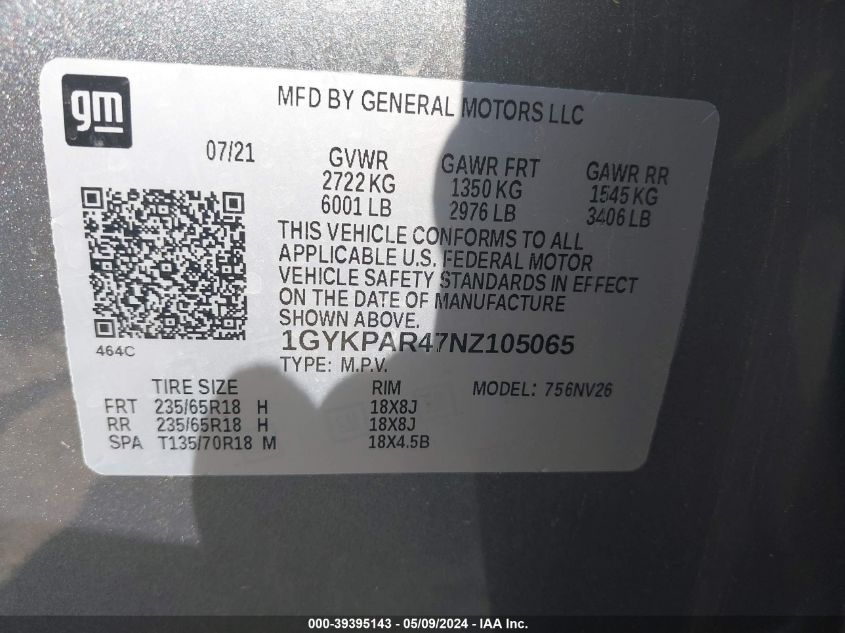 gm
MFD BY GENERAL MOTORS LLC
07/21
GVWR GAWR FRT GAWR RR
2722 KG 1350 KG 1545 KG
6001 LB 2976 LB 3406 LB
THIS VEHICLE CONFORMS TO ALL
APPLICABLE U.S. FEDERAL MOTOR
VEHICLE SAFETY STANDARDS IN EFFECT
ON THE DATE OF MANUFACTURE
SHOWN ABOVE.
464C
1GYKPAR47NZ105065
TYPE: M.P.V.
TIRE SIZE RIM MODEL: 756NV26
FRT 235/65R18 H 18X8J
RR 235/65R18 H 18X8J
SPA T135/70R18 M 18X4.5B
000-39395143 - 05/09/2024 - IAA Inc.